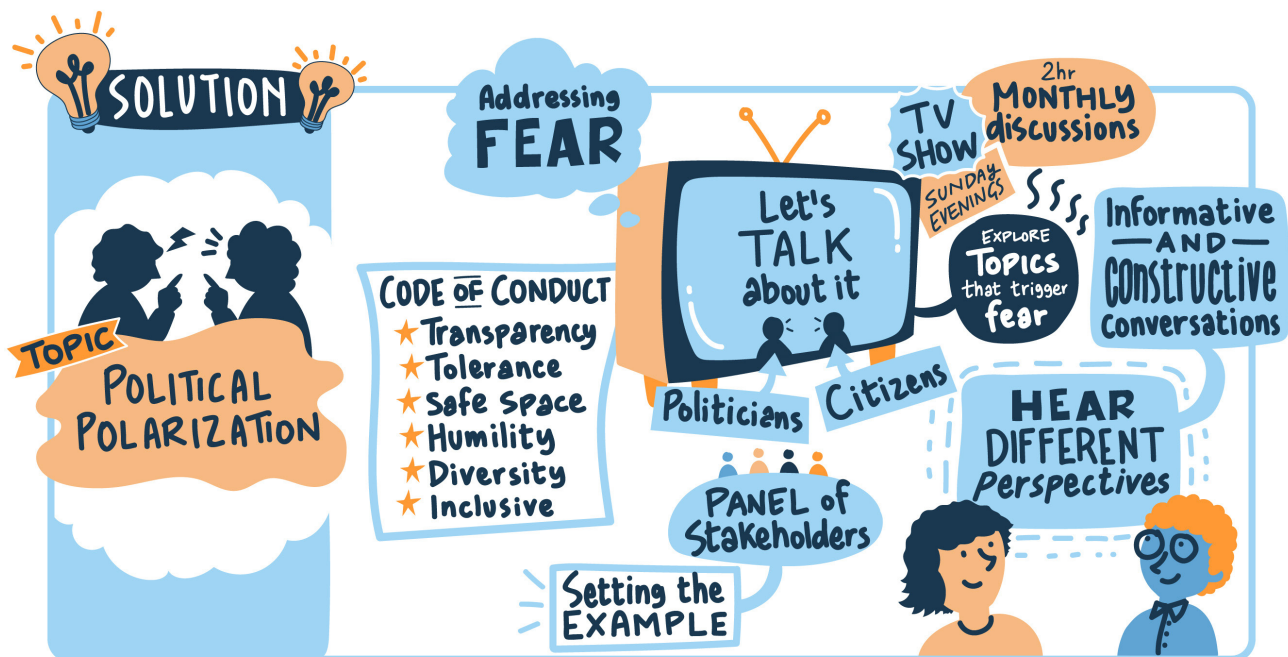 SOLUTION
TOPIC
POLITICAL
POLARIZATION
Addressing
FEAR
CODE OF CONDUCT
Transparency
Tolerance
Safe Space
Humility
Diversity
Inclusive
Let's
TALK
about it
Politicians
Citizens
TV
SHOW
SUNDAY
EVENINGS
2hr
MONTHLY
discussions
EXPLORE
TOPICS
that trigger
fear
Informative
AND
CONSTRUCTIVE
Conversations
HEAR
DIFFERENT
Perspectives
PANEL of
Stakeholders
Setting the
EXAMPLE